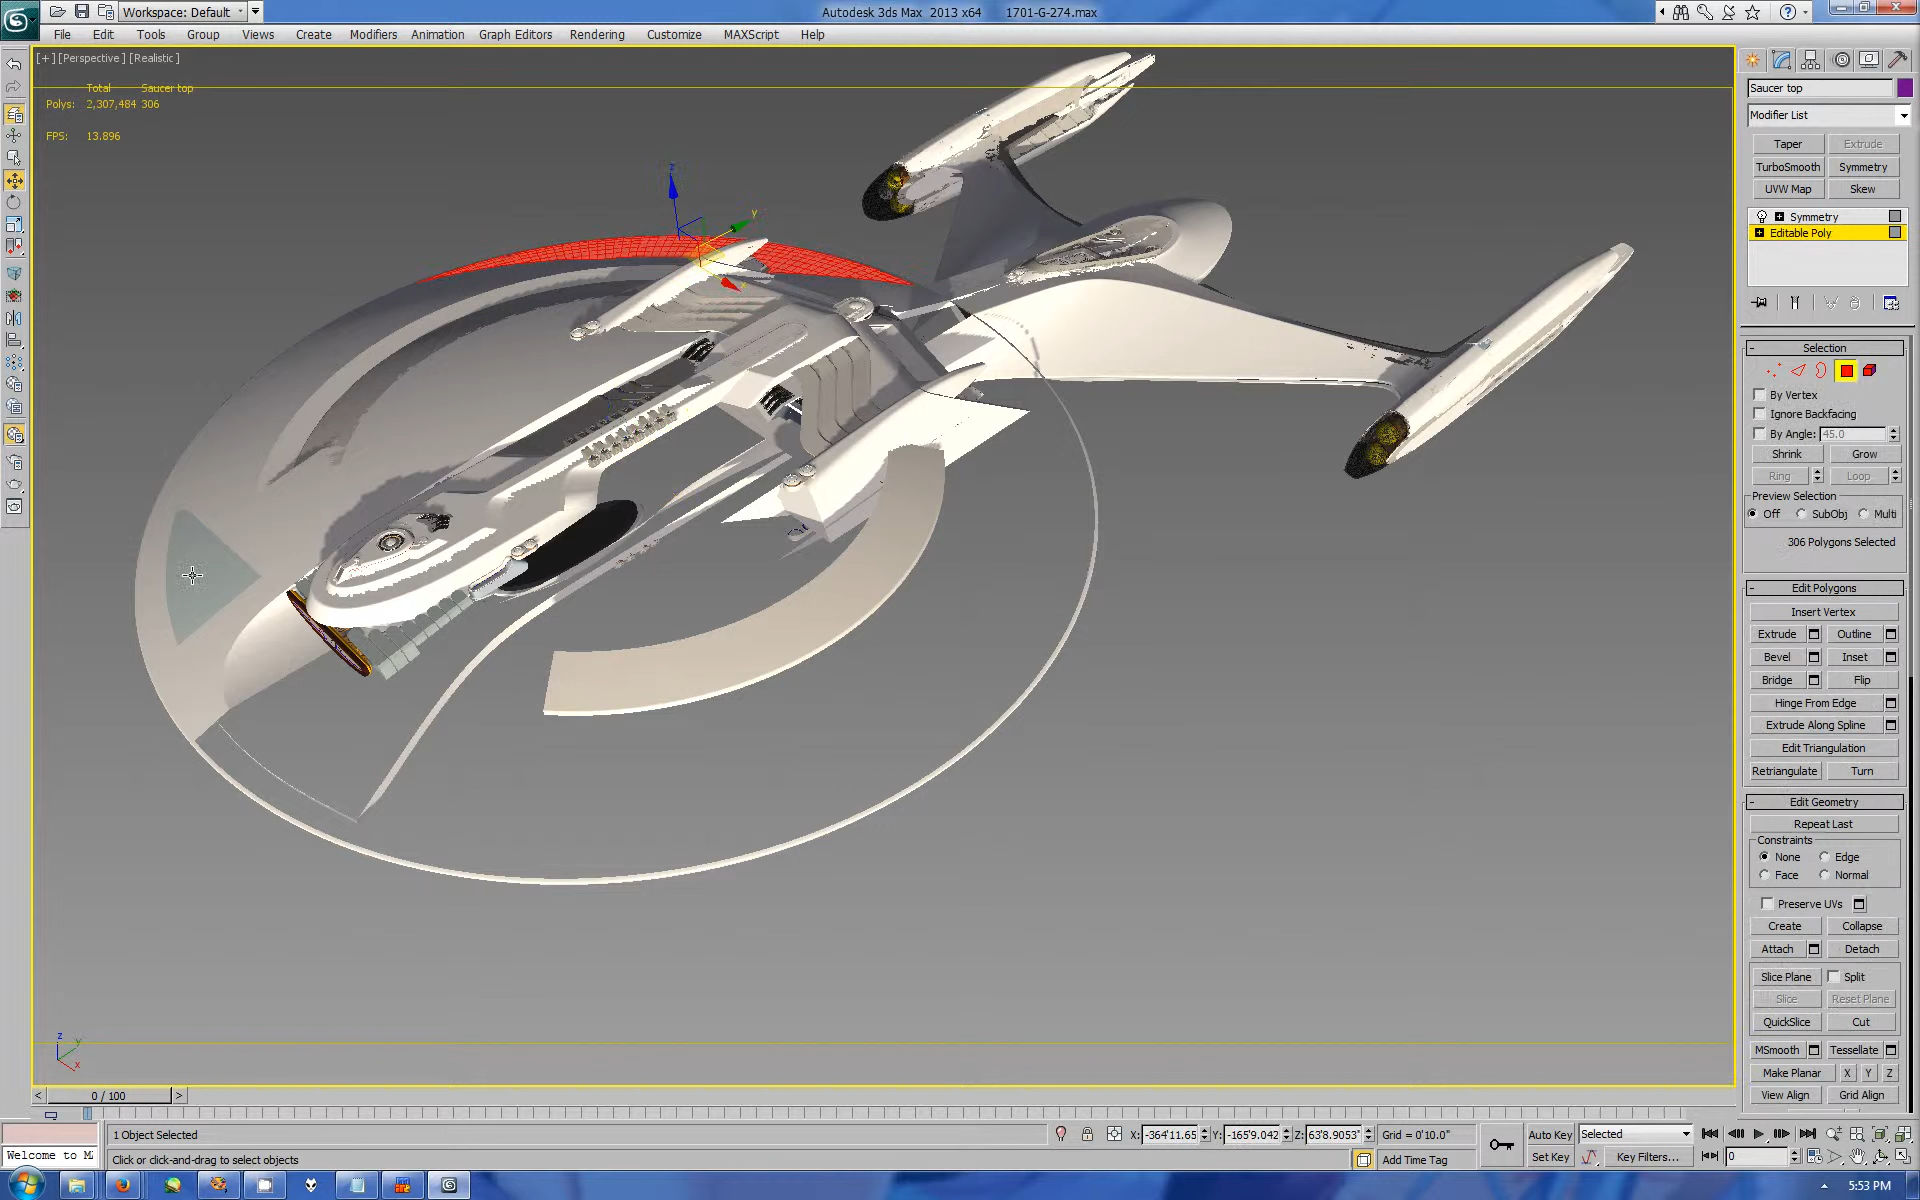 Workspace: Default
Autodesk 3ds Max 2013 x64 1701-G-274.max
File Edit Tools Group Views Create Modifiers Animation Graph Editors Rendering Customize MAXScript Help
[+] [Perspective] [Realistic]
Total Saucer top
Polys: 2,307,484 306
FPS: 13.896
z
y
x
z
y
x
Saucer top
Modifier List
Taper Extrude
TurboSmooth Symmetry
UVW Map Skew
Symmetry
Editable Poly
Selection
By Vertex
Ignore Backfacing
By Angle: 45.0
Shrink Grow
Ring Loop
Preview Selection
Off SubObj Multi
306 Polygons Selected
Edit Polygons
Insert Vertex
Extrude Outline
Bevel Inset
Bridge Flip
Hinge From Edge
Extrude Along Spline
Edit Triangulation
Retriangulate Turn
Edit Geometry
Repeat Last
Constraints
None Edge
Face Normal
Preserve UVs
Create Collapse
Attach Detach
Slice Plane Split
Slice Reset Plane
QuickSlice Cut
MSmooth Tessellate
Make Planar X Y Z
View Align Grid Align
< 0 / 100 >
1 Object Selected X: -364'11.65 Y: -165'9.042 Z: 63'8.9053" Grid = 0'10.0" Auto Key Selected
Welcome to M Click or click-and-drag to select objects Add Time Tag Set Key Key Filters... 0
5:53 PM